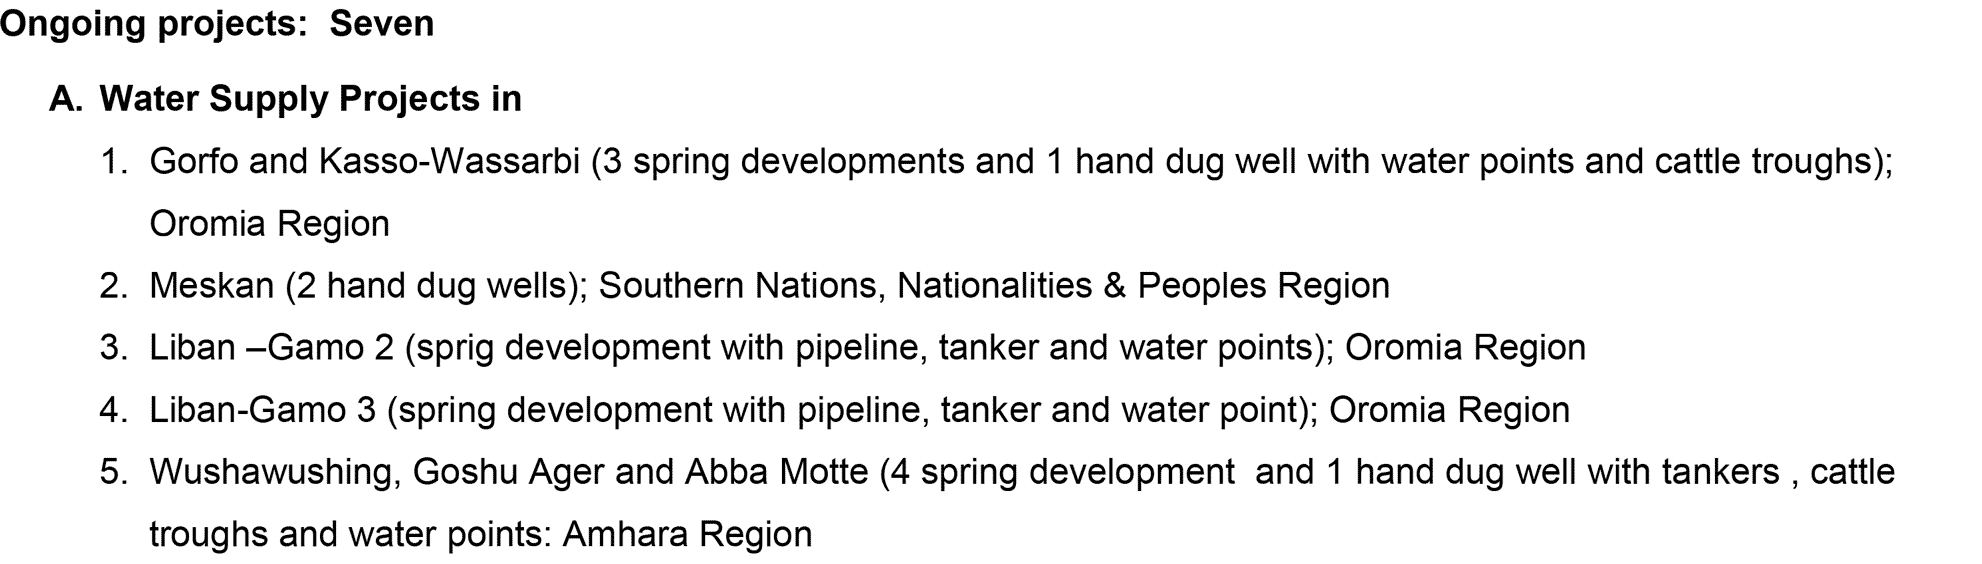 Ongoing projects:  Seven
A. Water Supply Projects in
1. Gorfo and Kasso-Wassarbi (3 spring developments and 1 hand dug well with water points and cattle troughs);
Oromia Region
2. Meskan (2 hand dug wells); Southern Nations, Nationalities & Peoples Region
3. Liban –Gamo 2 (sprig development with pipeline, tanker and water points); Oromia Region
4. Liban-Gamo 3 (spring development with pipeline, tanker and water point); Oromia Region
5. Wushawushing, Goshu Ager and Abba Motte (4 spring development  and 1 hand dug well with tankers , cattle
troughs and water points: Amhara Region